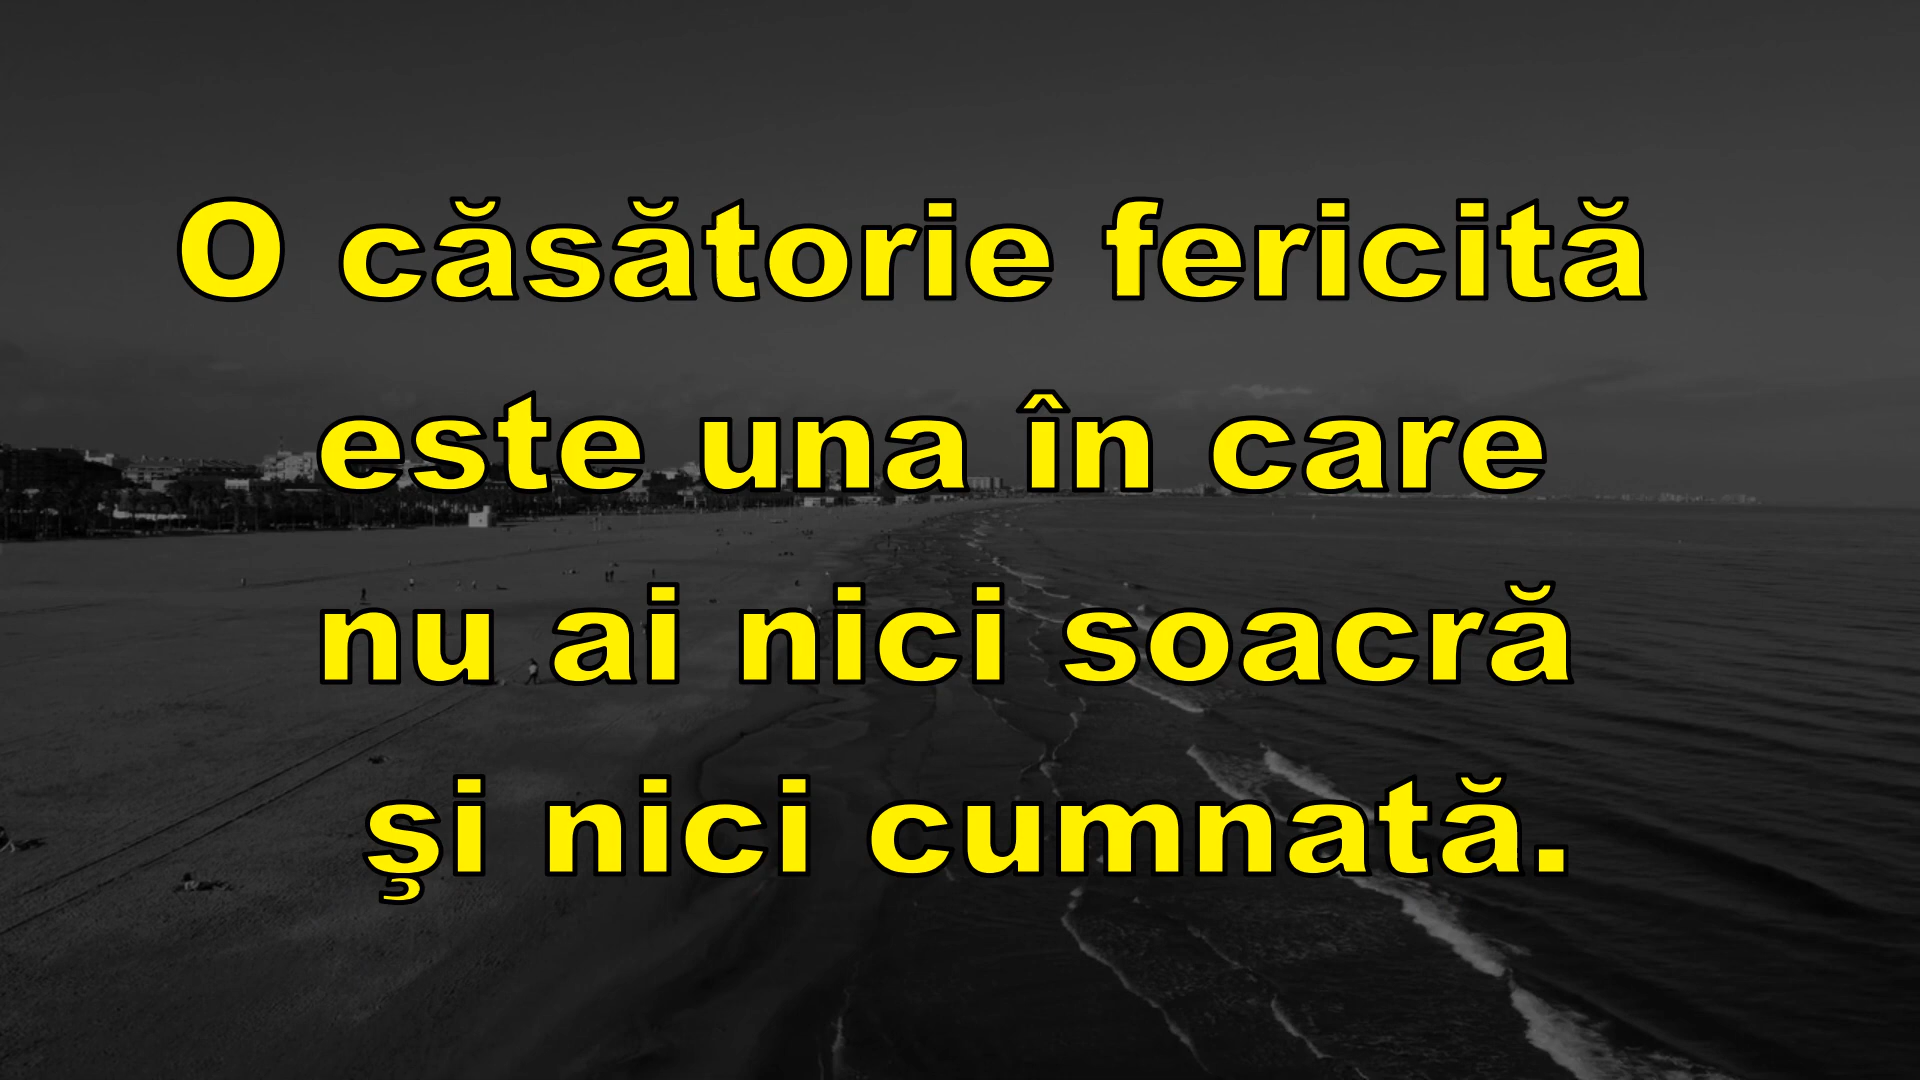 O căsătorie fericită
este una în care
nu ai nici soacră
şi nici cumnată.